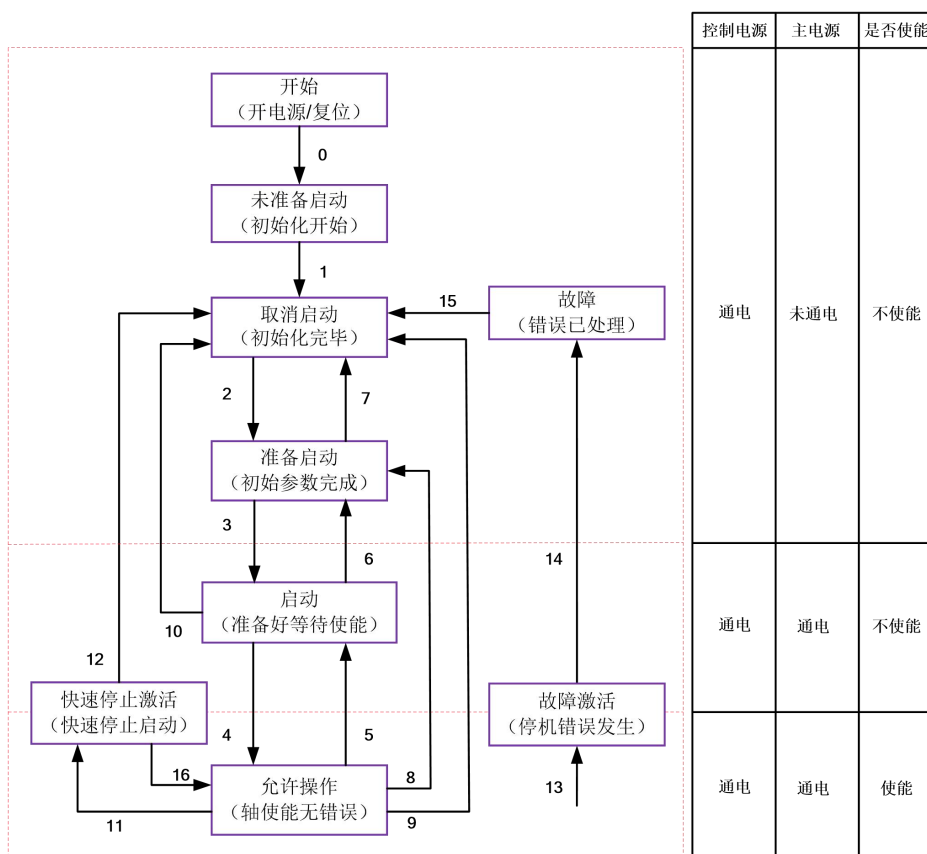 控制电源 主电源 是否使能
开始
（开电源/复位）
0
未准备启动
（初始化开始）
1
取消启动
（初始化完毕）
15
故障
（错误已处理）
通电 未通电 不使能
2
7
准备启动
（初始参数完成）
3
6
14
启动
（准备好等待使能）
10
通电 通电 不使能
12
快速停止激活
（快速停止启动）
4
5
故障激活
（停机错误发生）
16
允许操作
（轴使能无错误）
8
13
11
9
通电 通电 使能